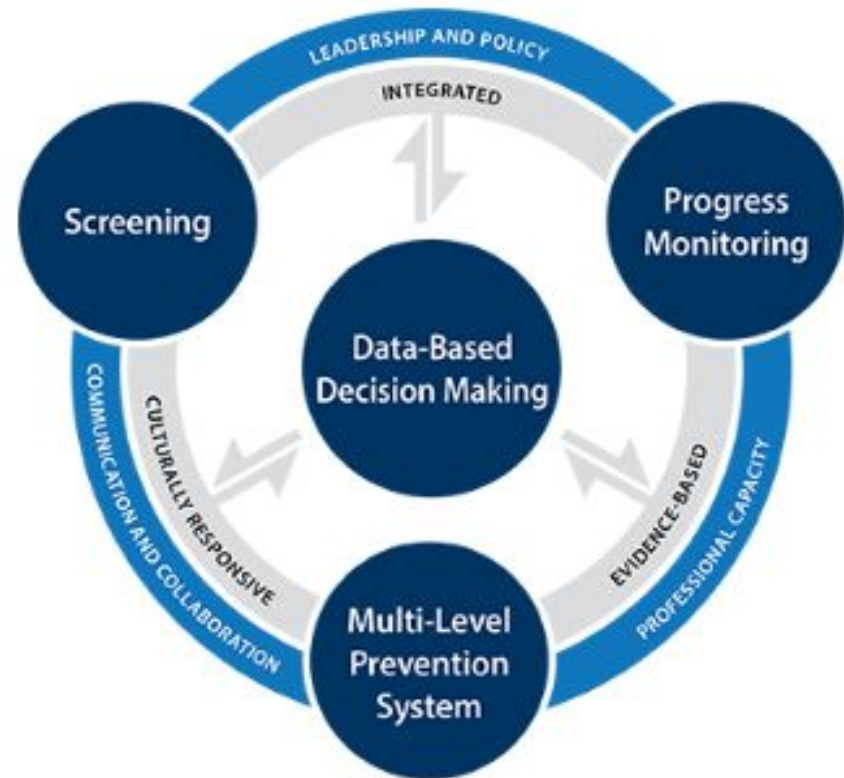 LEADERSHIP AND POLICY
INTEGRATED
Screening
Progress
Monitoring
Data-Based
Decision Making
COMMUNICATION AND COLLABORATION
CULTURALLY RESPONSIVE
EVIDENCE-BASED
PROFESSIONAL CAPACITY
Multi-Level
Prevention
System